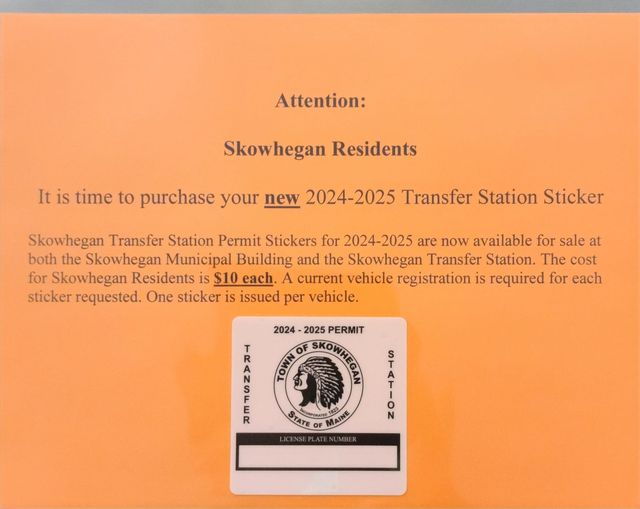 Attention:
Skowhegan Residents
It is time to purchase your new 2024-2025 Transfer Station Sticker
Skowhegan Transfer Station Permit Stickers for 2024-2025 are now available for sale at
both the Skowhegan Municipal Building and the Skowhegan Transfer Station. The cost
for Skowhegan Residents is $10 each. A current vehicle registration is required for each
sticker requested. One sticker is issued per vehicle.
2024 - 2025 PERMIT
TRANSFER
STATION
TOWN OF SKOWHEGAN
INCORPORATED 1823
STATE OF MAINE
LICENSE PLATE NUMBER